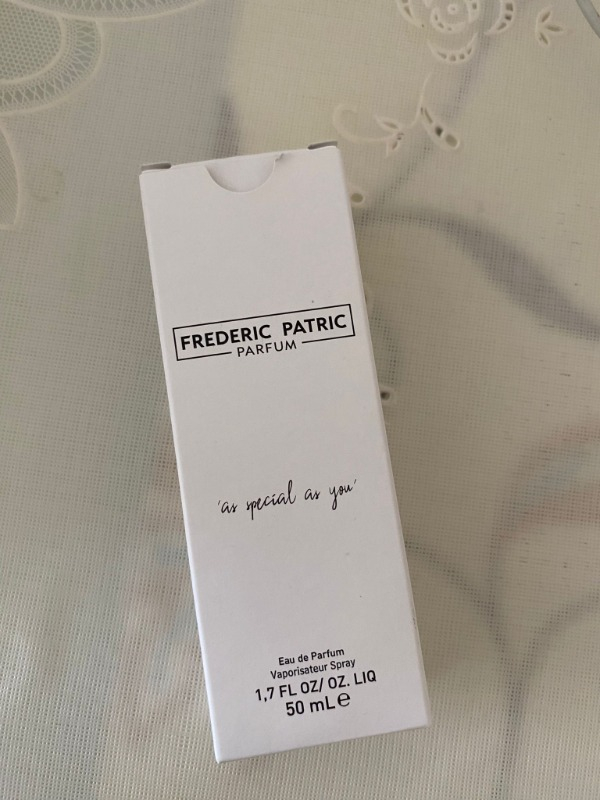 FREDERIC PATRIC
PARFUM
'as special as you'
Eau de Parfum
Vaporisateur Spray
1,7 FL OZ/ OZ. LIQ
50 mL ℮